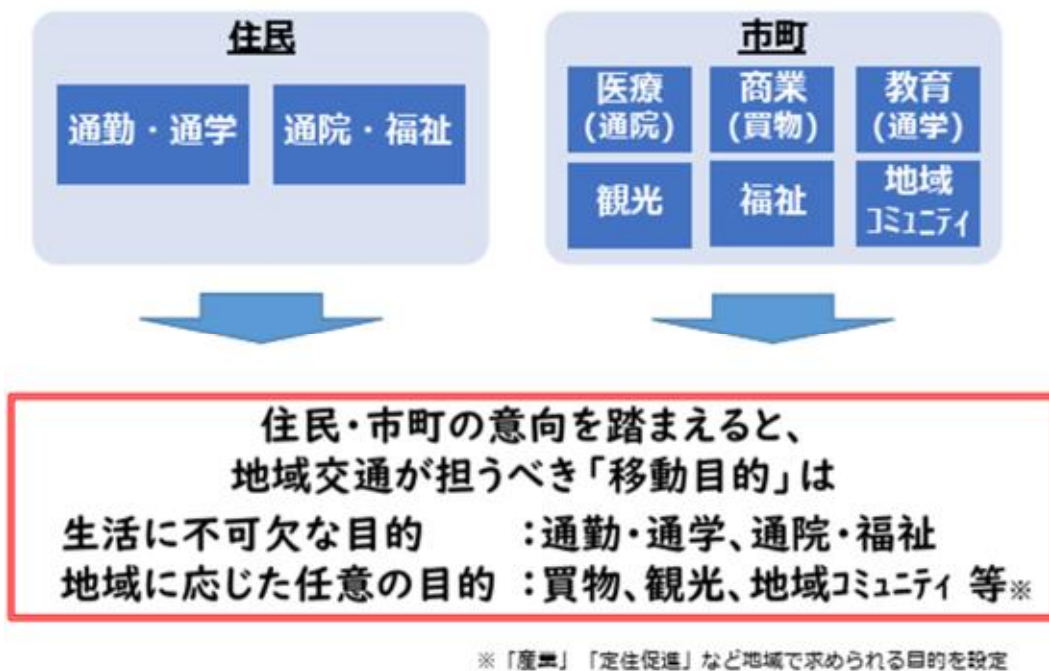 住民
通勤・通学
通院・福祉
市町
医療
(通院)
商業
(買物)
教育
(通学)
観光
福祉
地域
コミュニティ
住民・市町の意向を踏まえると、
地域交通が担うべき「移動目的」は
生活に不可欠な目的 ：通勤・通学、通院・福祉
地域に応じた任意の目的 ：買物、観光、地域コミュニティ 等※
※「産業」「定住促進」など地域で求められる目的を設定